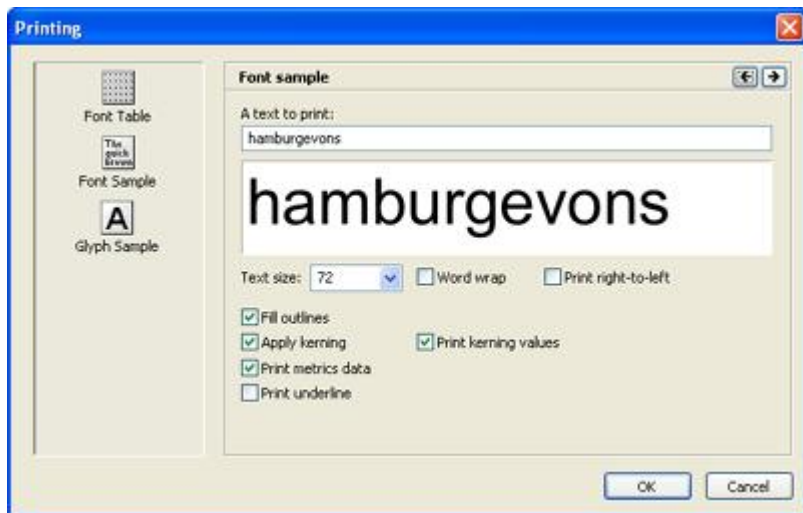 Printing
Font Table
The
quick
brown
Font Sample
A
Glyph Sample
Font sample
A text to print:
hamburgevons
hamburgevons
Text size: 72 Word wrap Print right-to-left
Fill outlines
Apply kerning Print kerning values
Print metrics data
Print underline
OK Cancel